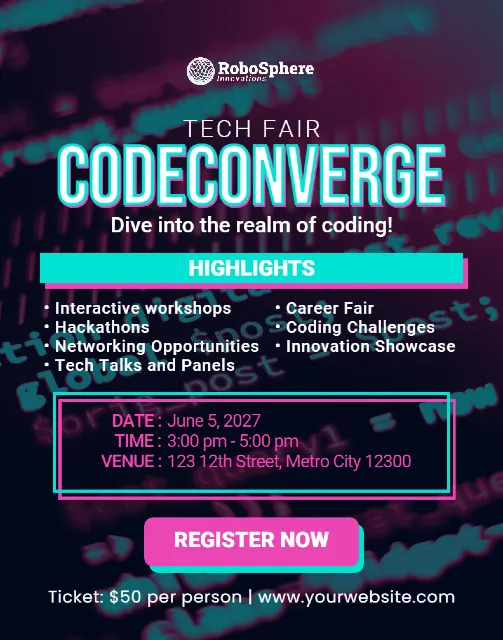 RoboSphere
Innovations
TECH FAIR
CODECONVERGE
Dive into the realm of coding!
HIGHLIGHTS
• Interactive workshops
• Hackathons
• Networking Opportunities
• Tech Talks and Panels
• Career Fair
• Coding Challenges
• Innovation Showcase
DATE : June 5, 2027
TIME : 3:00 pm - 5:00 pm
VENUE : 123 12th Street, Metro City 12300
REGISTER NOW
Ticket: $50 per person | www.yourwebsite.com